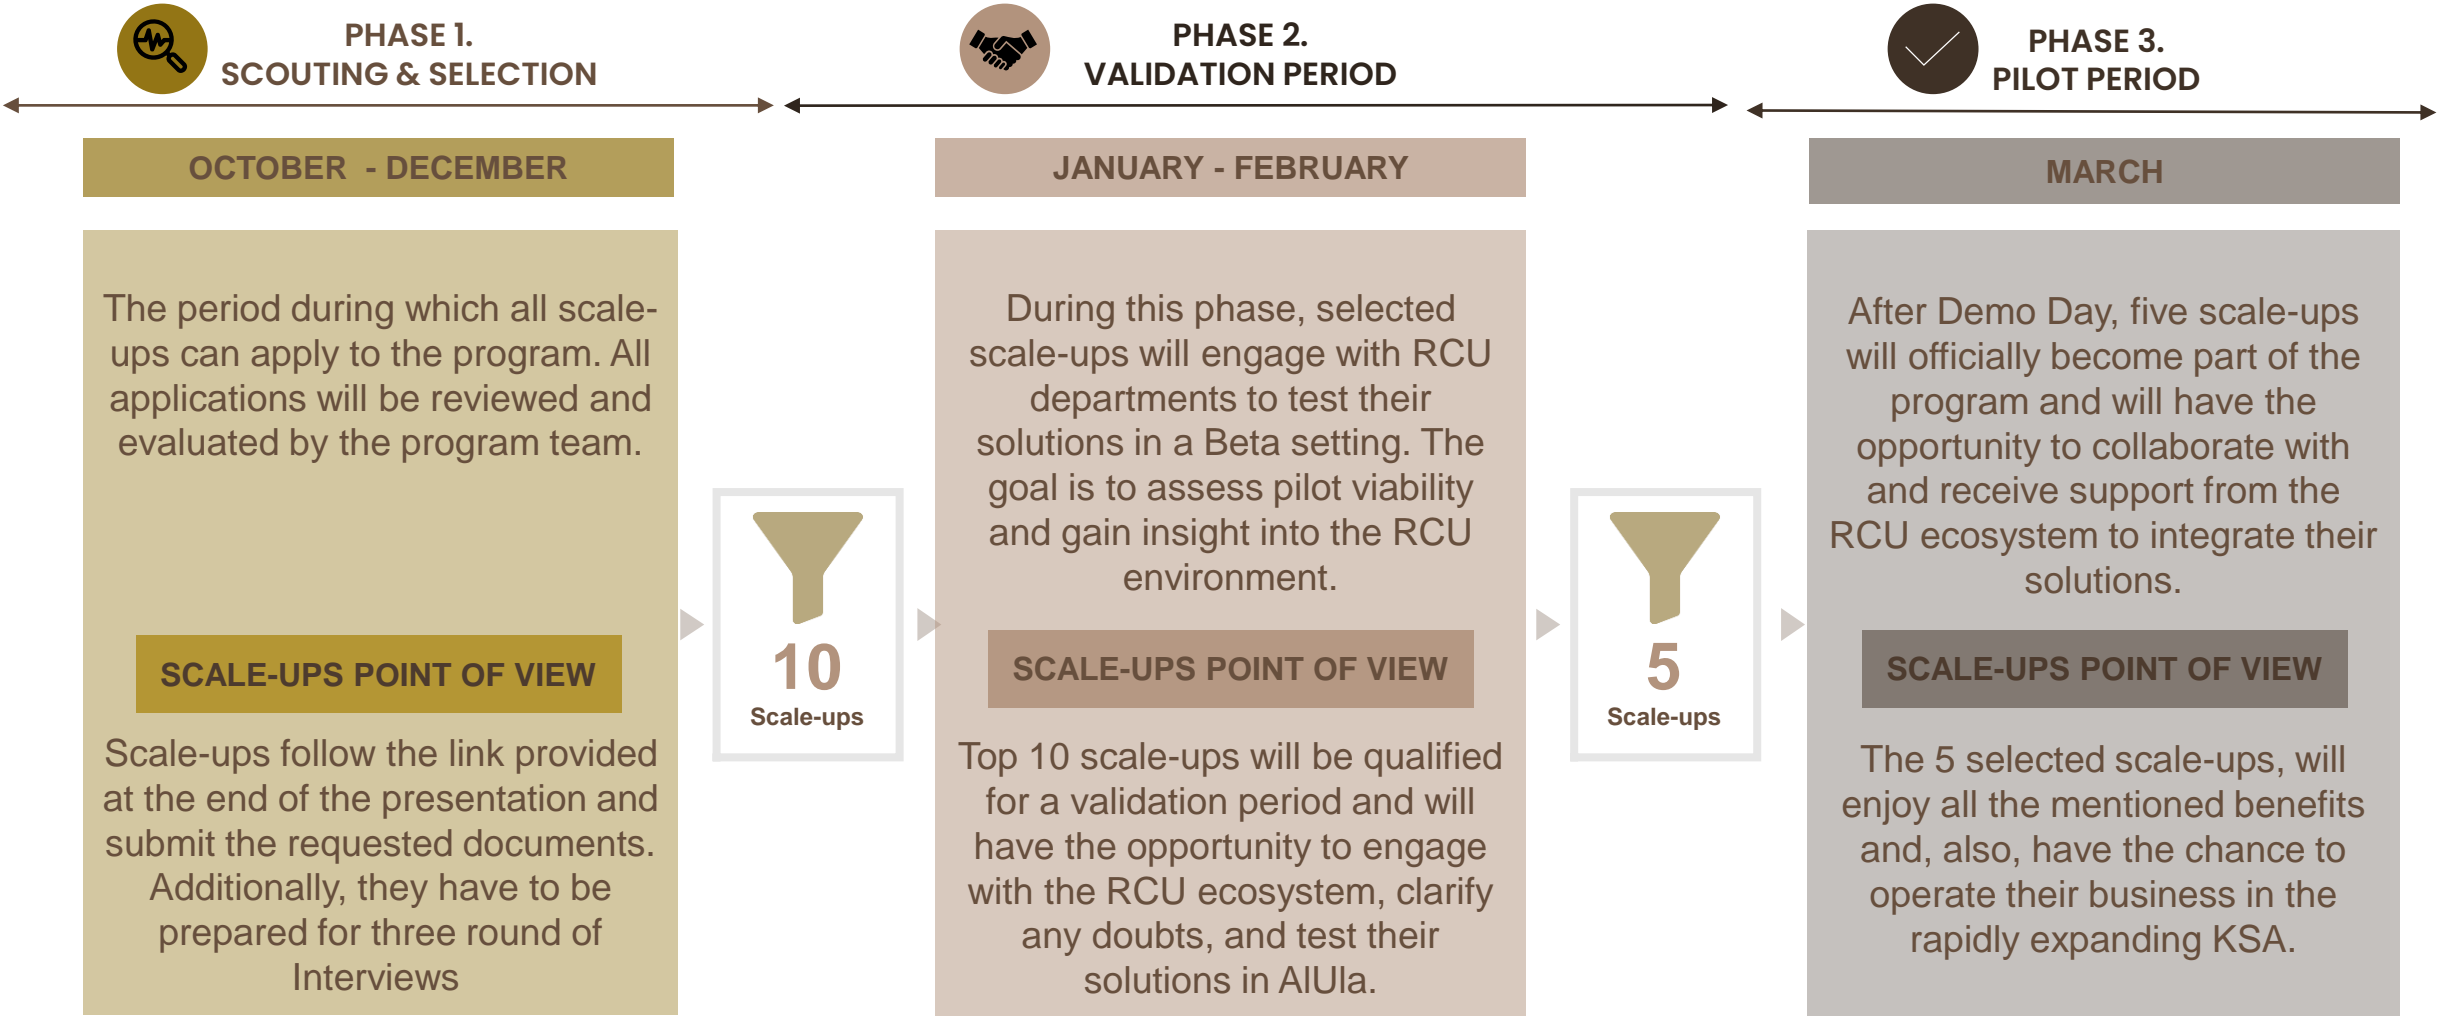 PHASE 1.
SCOUTING & SELECTION
OCTOBER - DECEMBER
The period during which all scale-
ups can apply to the program. All
applications will be reviewed and
evaluated by the program team.
SCALE-UPS POINT OF VIEW
Scale-ups follow the link provided
at the end of the presentation and
submit the requested documents.
Additionally, they have to be
prepared for three round of
Interviews
10
Scale-ups
PHASE 2.
VALIDATION PERIOD
JANUARY - FEBRUARY
During this phase, selected
scale-ups will engage with RCU
departments to test their
solutions in a Beta setting. The
goal is to assess pilot viability
and gain insight into the RCU
environment.
SCALE-UPS POINT OF VIEW
Top 10 scale-ups will be qualified
for a validation period and will
have the opportunity to engage
with the RCU ecosystem, clarify
any doubts, and test their
solutions in AlUla.
5
Scale-ups
PHASE 3.
PILOT PERIOD
MARCH
After Demo Day, five scale-ups
will officially become part of the
program and will have the
opportunity to collaborate with
and receive support from the
RCU ecosystem to integrate their
solutions.
SCALE-UPS POINT OF VIEW
The 5 selected scale-ups, will
enjoy all the mentioned benefits
and, also, have the chance to
operate their business in the
rapidly expanding KSA.